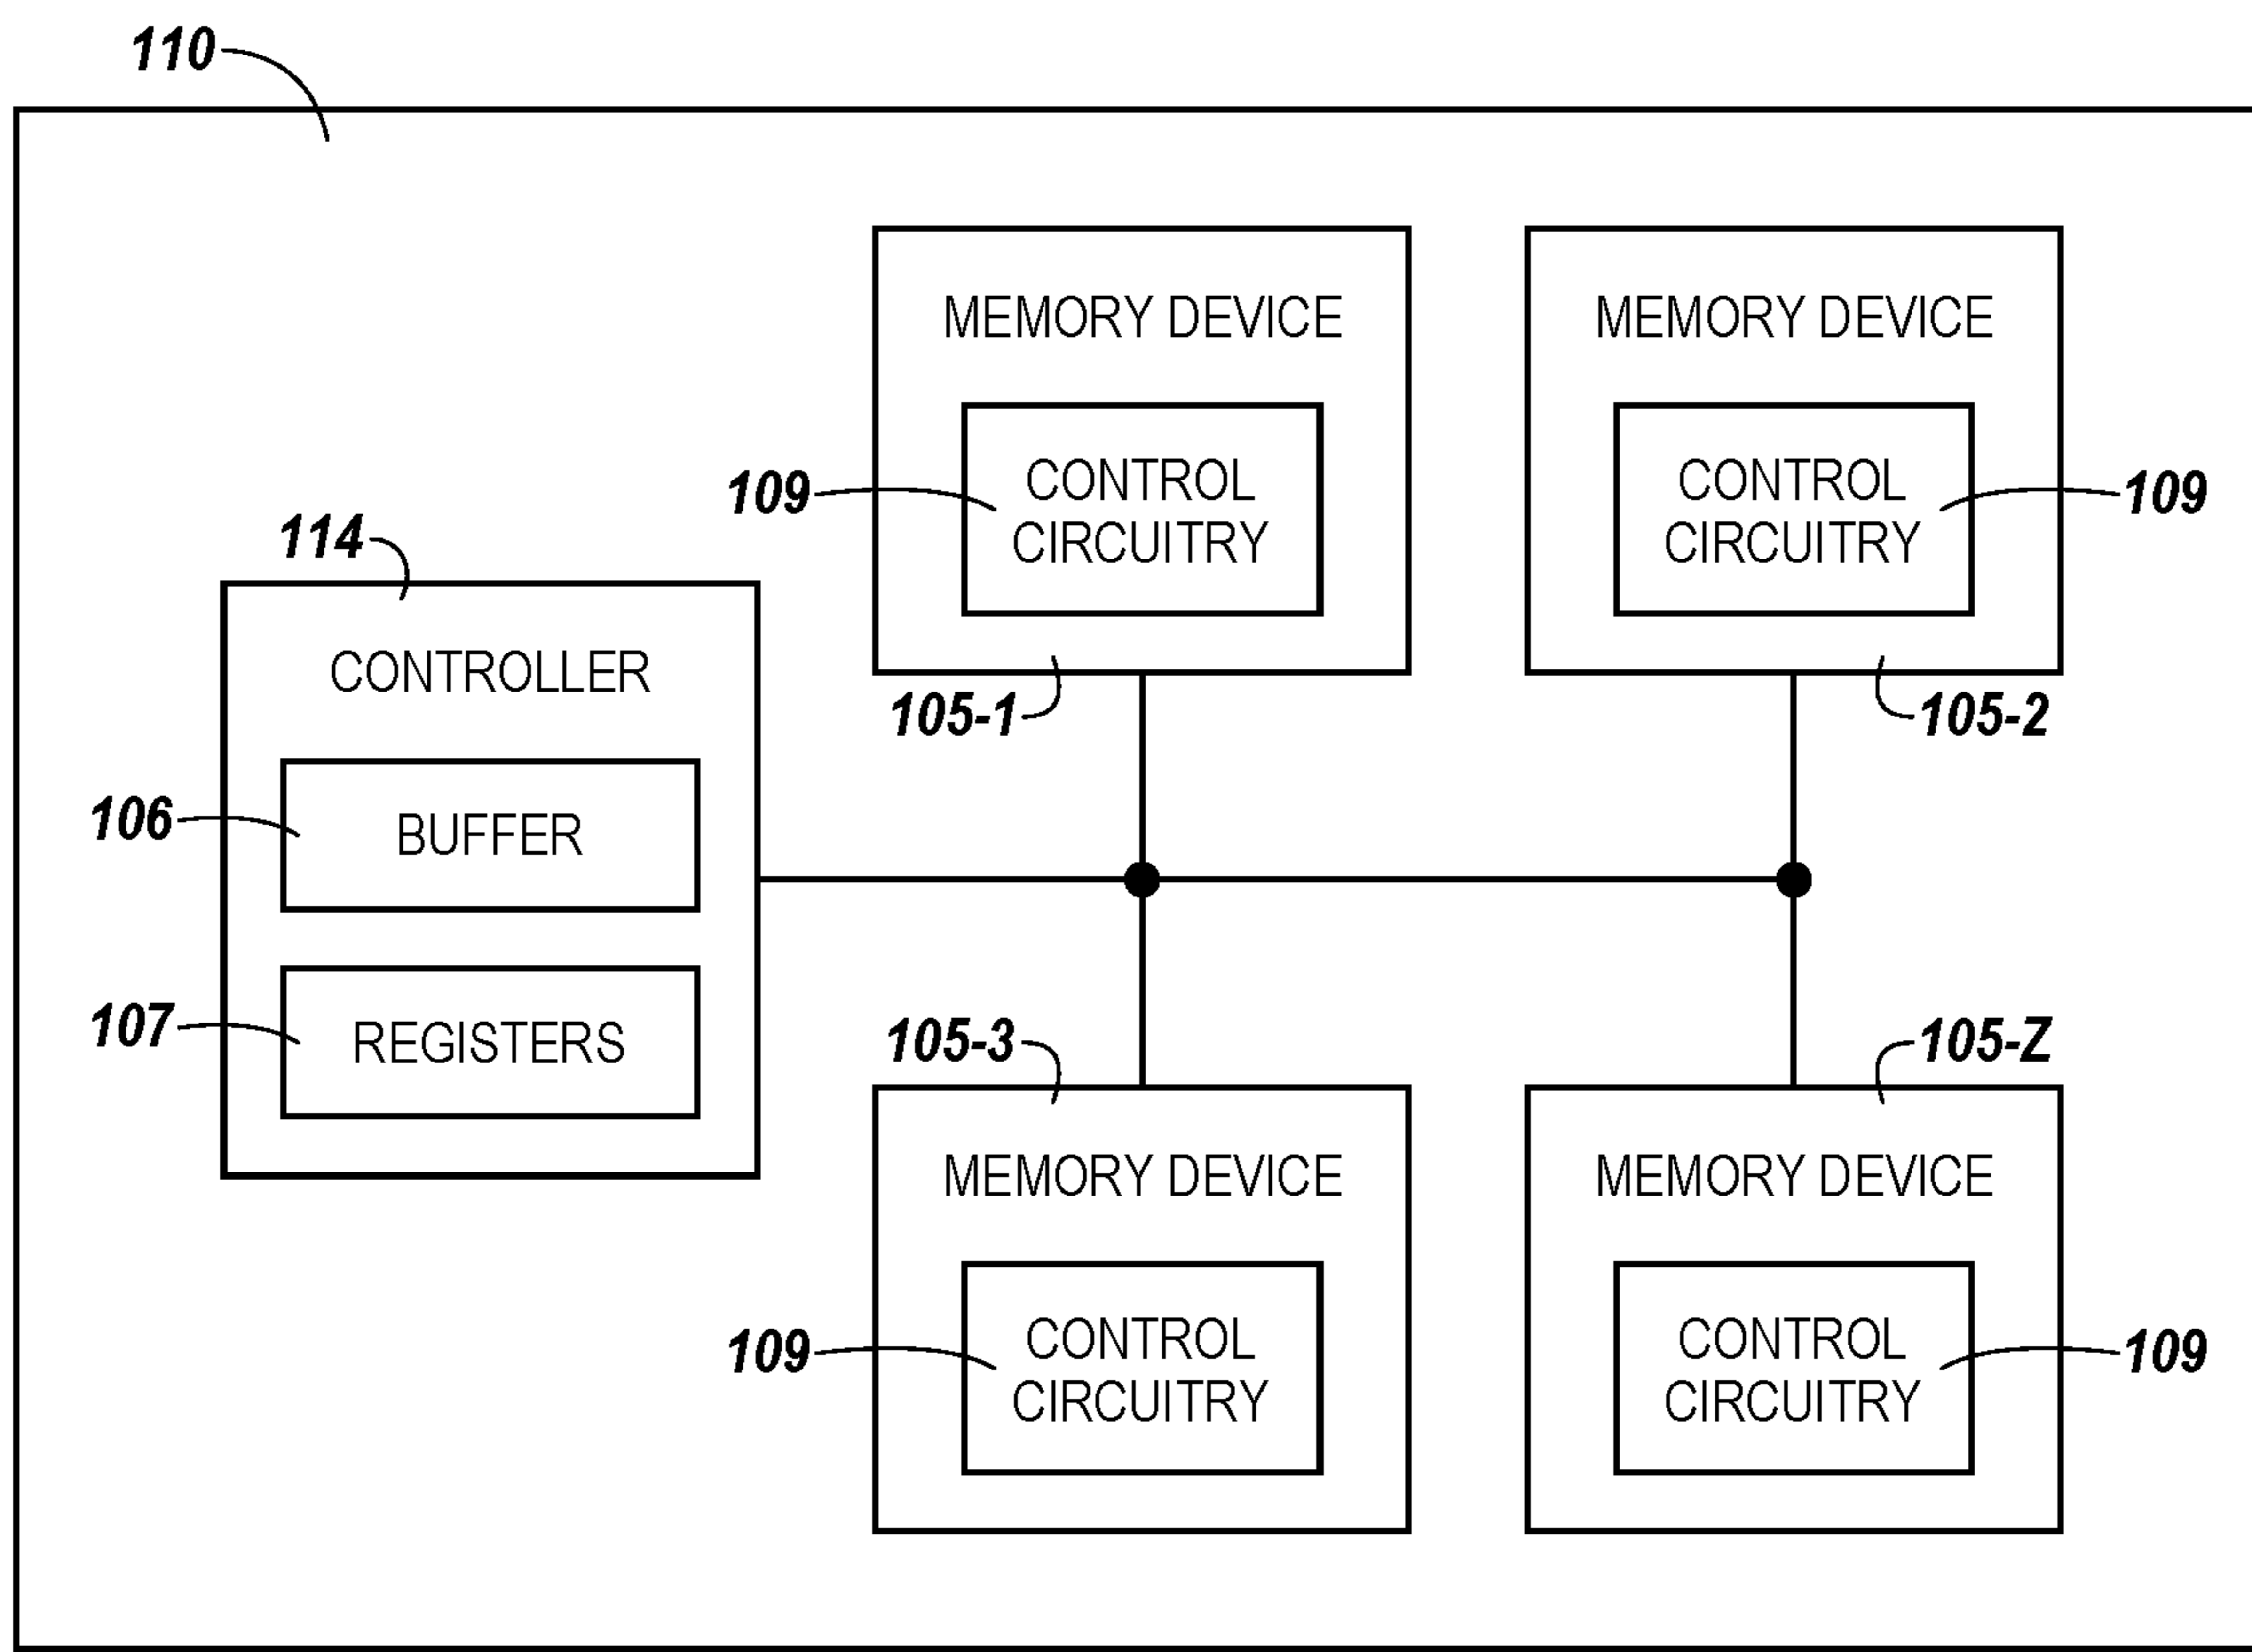 110
MEMORY DEVICE
CONTROL
CIRCUITRY
109
105-1
MEMORY DEVICE
CONTROL
CIRCUITRY
109
105-2
114
CONTROLLER
106
BUFFER
107
REGISTERS
105-3
MEMORY DEVICE
CONTROL
CIRCUITRY
109
105-Z
MEMORY DEVICE
CONTROL
CIRCUITRY
109